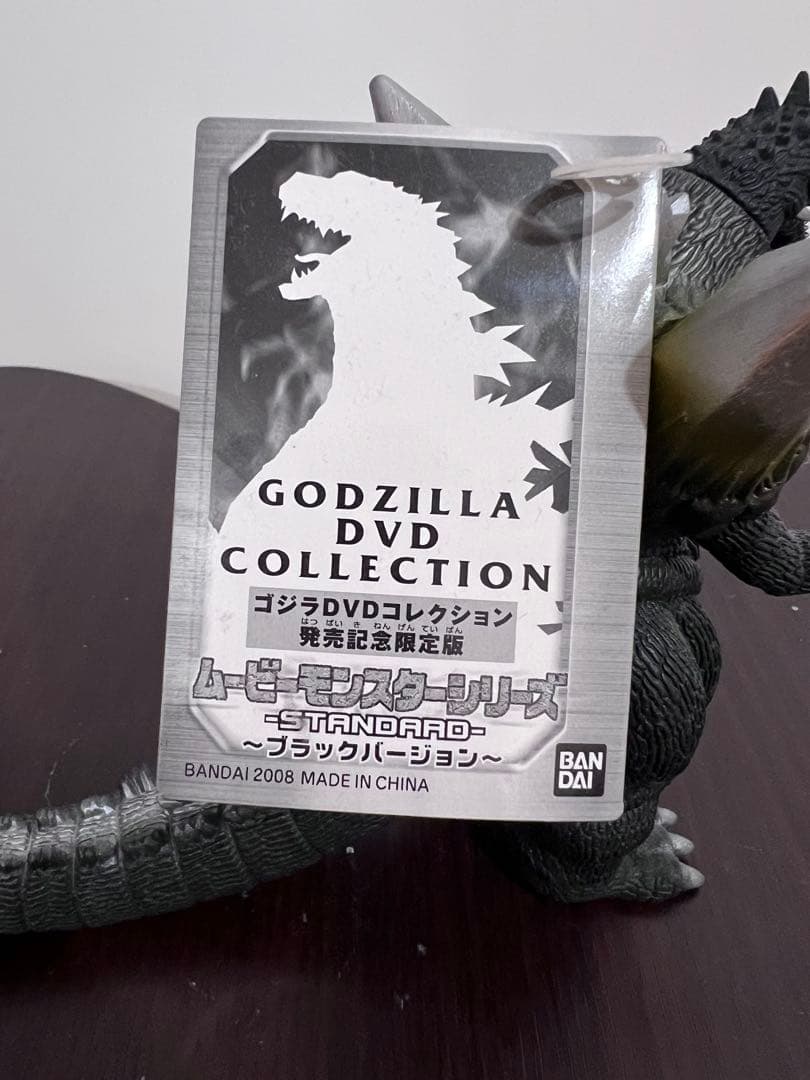 GODZILLA
DVD
COLLECTION
ゴジラDVDコレクション
はつ ばい き ねん げん てい ばん
発売記念限定版
ムービーモンスターシリーズ
-STANDARD-
～ブラックバージョン～
BANDAI 2008 MADE IN CHINA
BAN
DAI